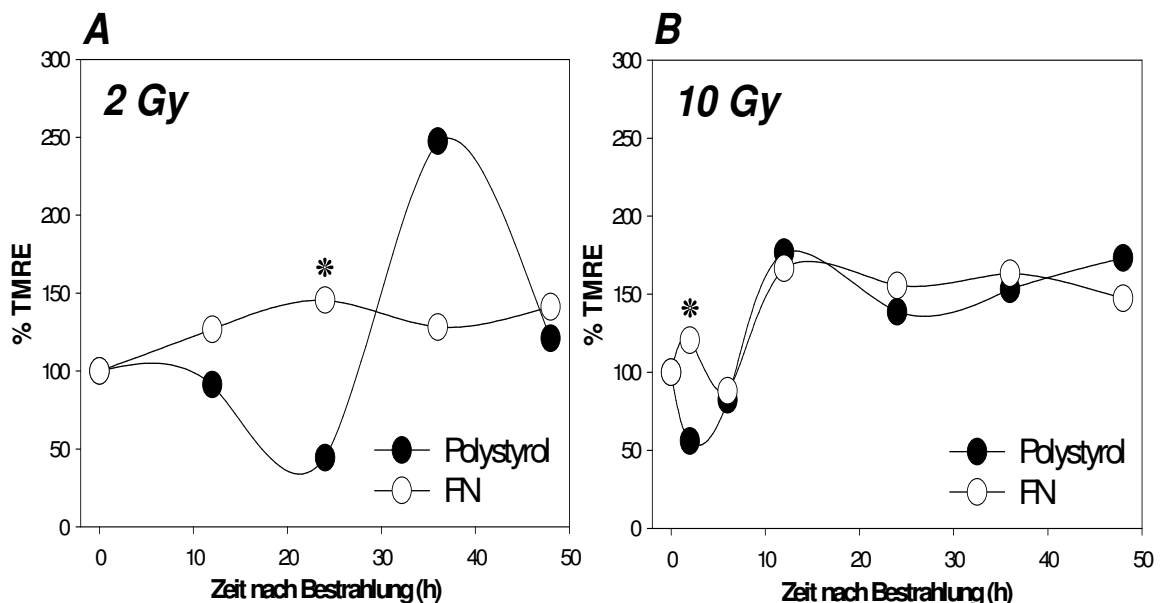 A
2 Gy
% TMRE
300
250
200
150
100
50
0
*
Polystyrol
FN
0 10 20 30 40 50
Zeit nach Bestrahlung (h)
B
10 Gy
% TMRE
300
250
200
150
100
50
0
*
Polystyrol
FN
0 10 20 30 40 50
Zeit nach Bestrahlung (h)